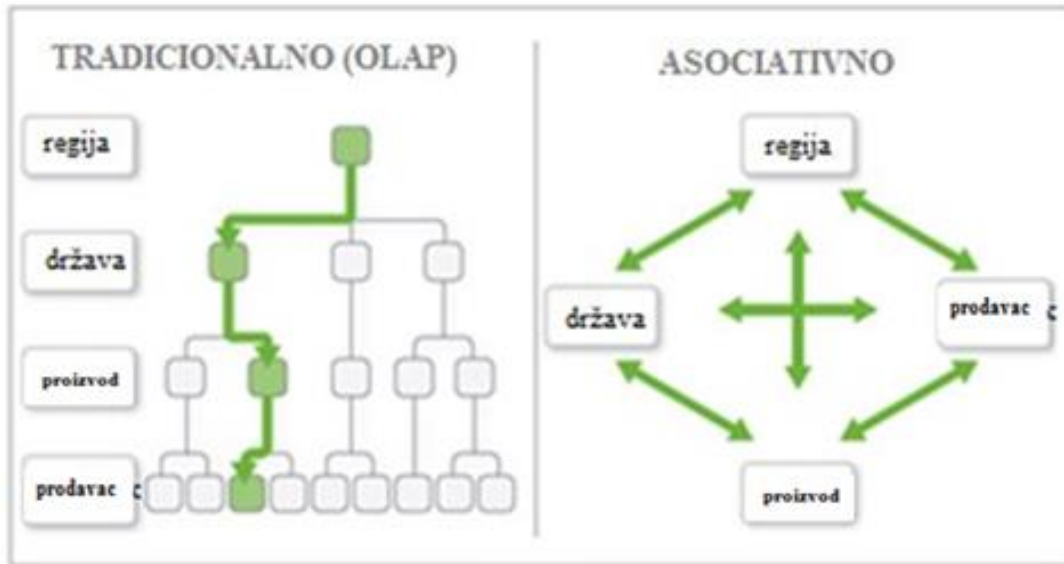 TRADICIONALNO (OLAP)
regija
država
proizvod
prodavac c
ASOCIATIVNO
regija
država
prodavac c
proizvod